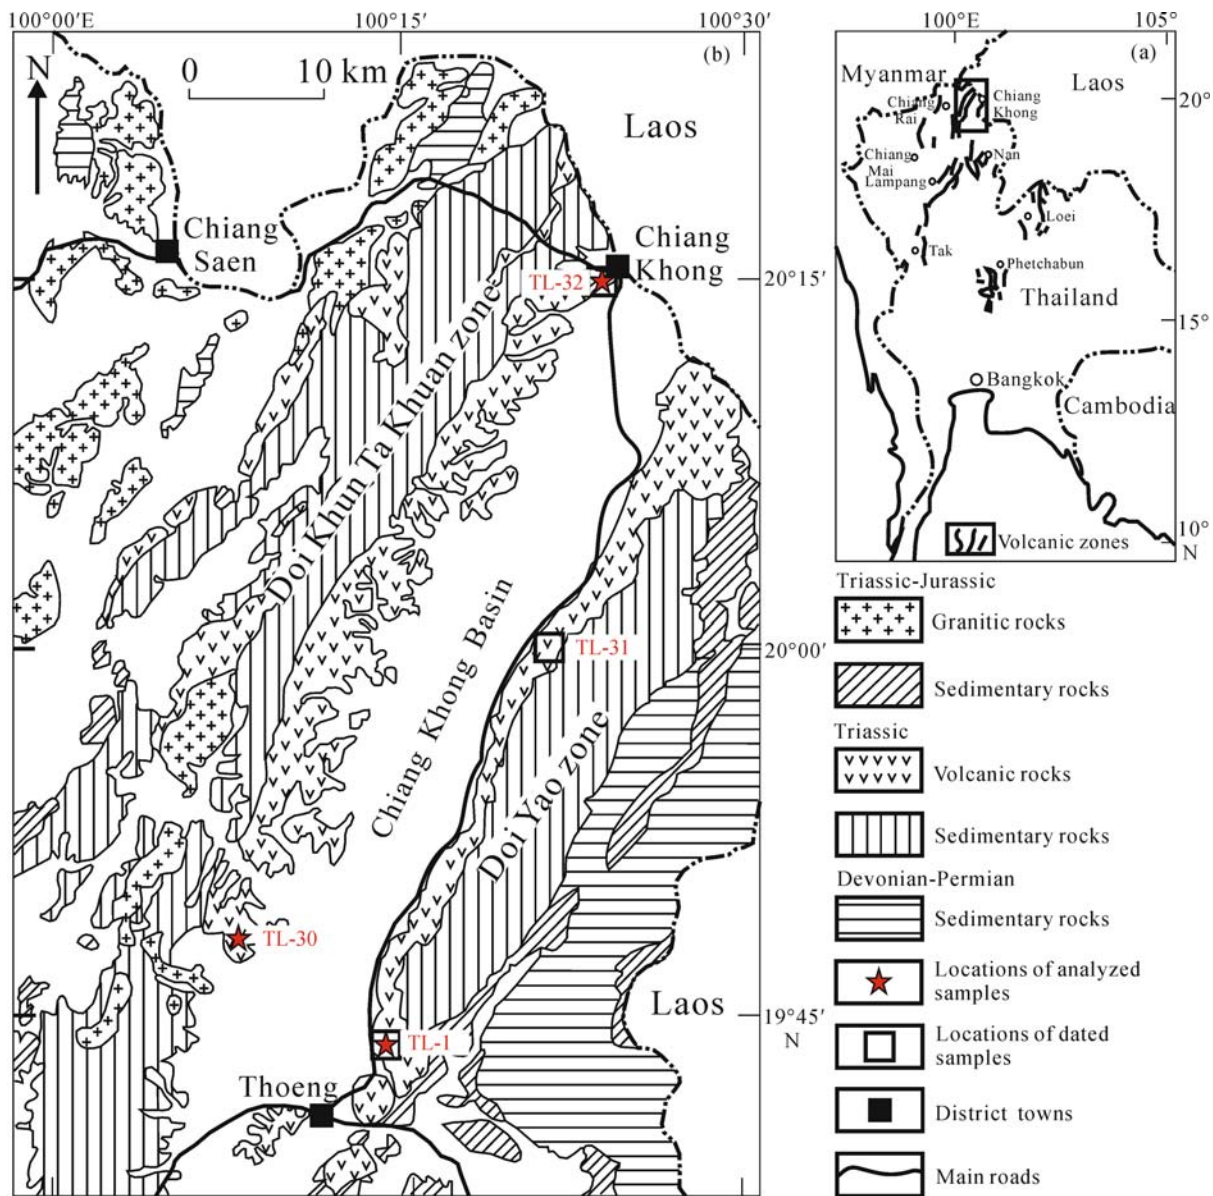 100°00′E
100°15′
100°30′
(b)
N
0
10 km
Laos
Chiang
Saen
Chiang
Khong
TL-32
20°15′
Doi Khun Ta Khuan zone
Chiang Khong Basin
TL-31
20°00′
Doi Yao zone
TL-30
Laos
19°45′
N
TL-1
Thoeng
100°E
105°
(a)
Myanmar
Laos
20°
Chiang
Rai
Chiang
Khong
Chiang
Mai
Nan
Lampang
Loei
Tak
Phetchabun
Thailand
15°
Bangkok
Cambodia
10°
N
Volcanic zones
Triassic-Jurassic
Granitic rocks
Sedimentary rocks
Triassic
Volcanic rocks
Sedimentary rocks
Devonian-Permian
Sedimentary rocks
Locations of analyzed
samples
Locations of dated
samples
District towns
Main roads